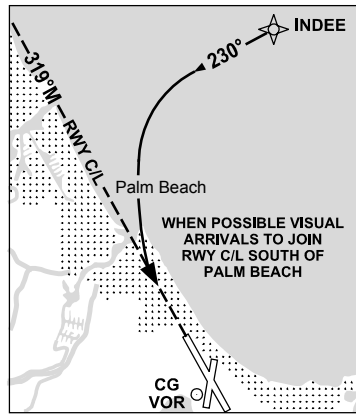 INDEE
230°
319°M
RWY C/L
Palm Beach
WHEN POSSIBLE VISUAL
ARRIVALS TO JOIN
RWY C/L SOUTH OF
PALM BEACH
CG
VOR